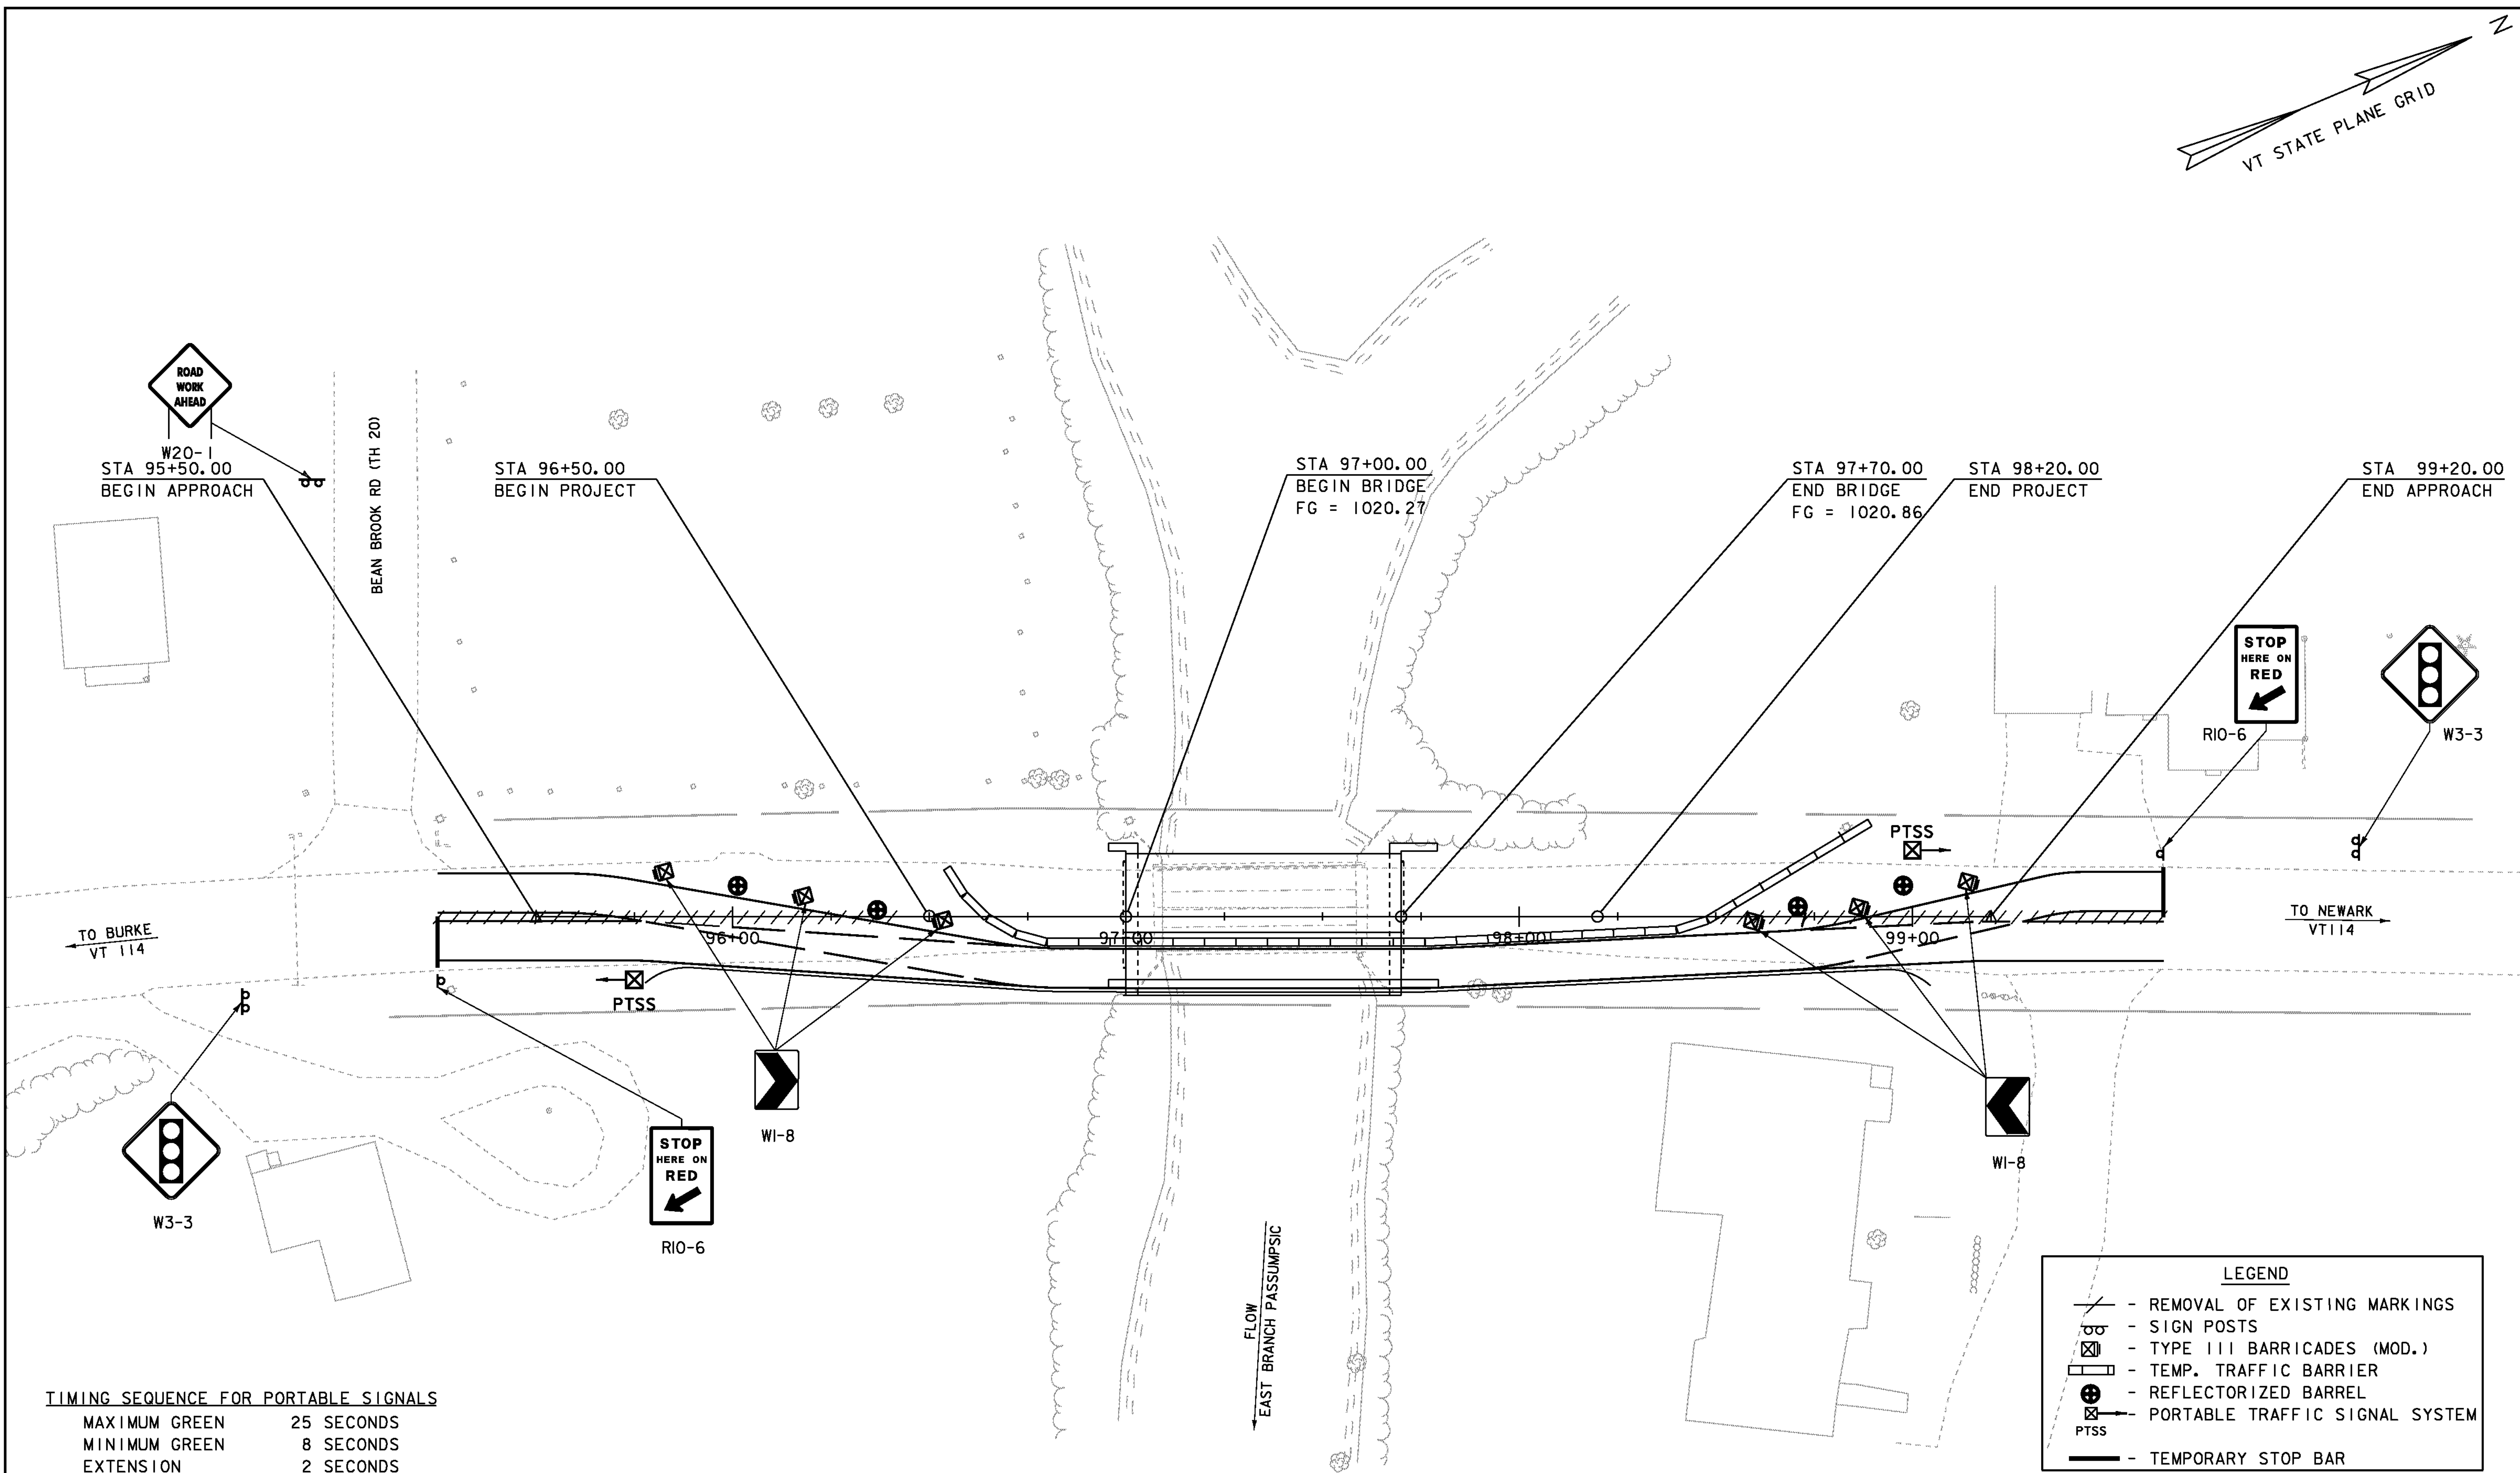 N
VT STATE PLANE GRID
ROAD
WORK
AHEAD
W20-1
STA 95+50.00
BEGIN APPROACH
BEAN BROOK RD (TH 20)
STA 96+50.00
BEGIN PROJECT
STA 97+00.00
BEGIN BRIDGE
FG = 1020.27
STA 97+70.00
END BRIDGE
FG = 1020.86
STA 98+20.00
END PROJECT
STA 99+20.00
END APPROACH
STOP
HERE ON
RED
R10-6
W3-3
PTSS
TO BURKE
VT 114
96+00
97+00
98+00
99+00
TO NEWARK
VT114
PTSS
W1-8
W1-8
STOP
HERE ON
RED
R10-6
W3-3
FLOW
EAST BRANCH PASSUMPSIC
TIMING SEQUENCE FOR PORTABLE SIGNALS
MAXIMUM GREEN 25 SECONDS
MINIMUM GREEN 8 SECONDS
EXTENSION 2 SECONDS
LEGEND
- REMOVAL OF EXISTING MARKINGS
- SIGN POSTS
- TYPE III BARRICADES (MOD.)
- TEMP. TRAFFIC BARRIER
- REFLECTORIZED BARREL
- PORTABLE TRAFFIC SIGNAL SYSTEM
PTSS
- TEMPORARY STOP BAR